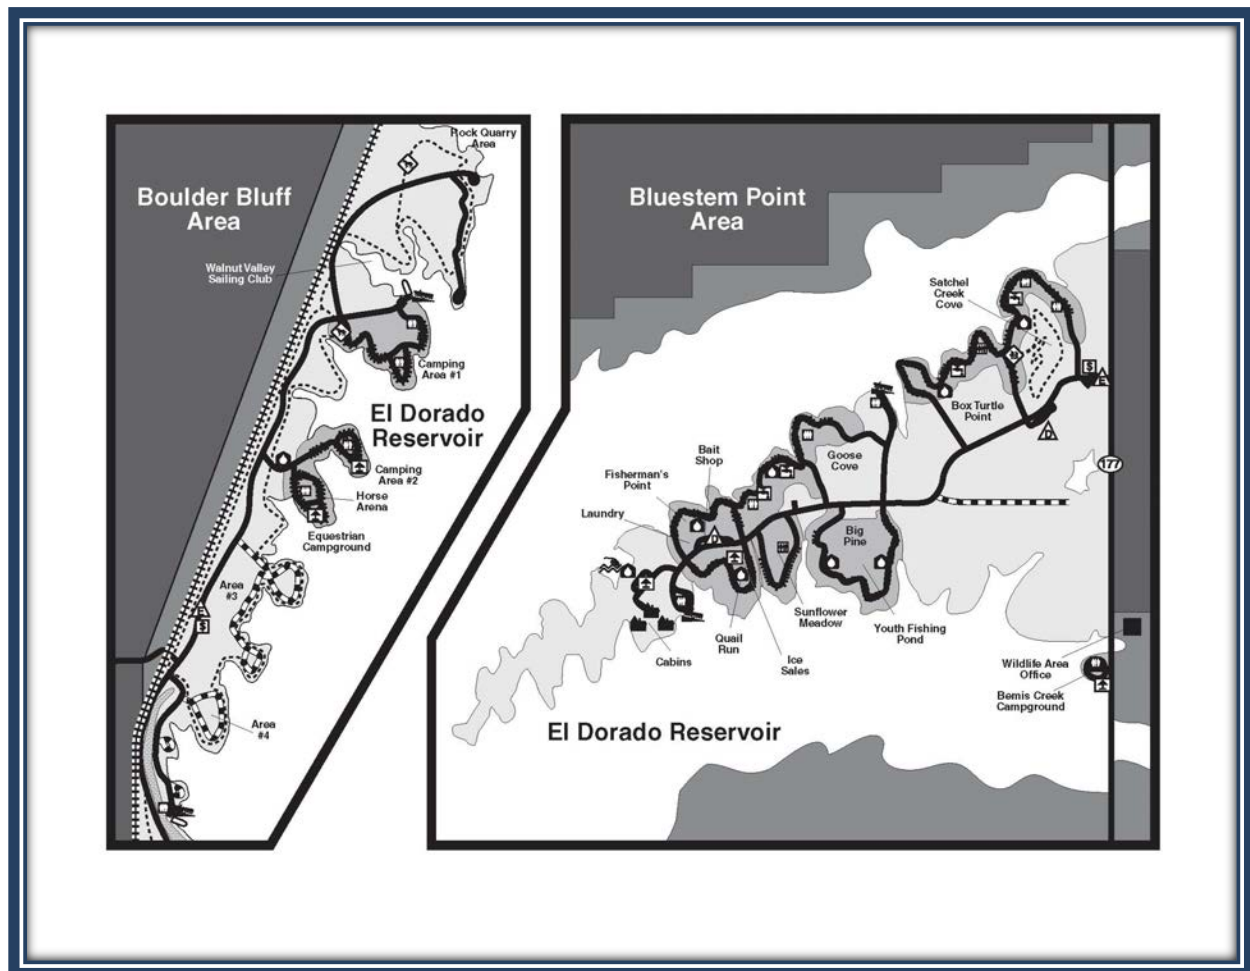 Rock Quarry
Area
Boulder Bluff
Area
Walnut Valley
Sailing Club
Camping
Area #1
El Dorado
Reservoir
Camping
Area #2
Horse
Arena
Equestrian
Campground
Area
#3
E
$
Area
#4
Bluestem Point
Area
Satchel
Creek
Cove
$
E
Box Turtle
Point
D
177
Goose
Cove
Bait
Shop
Fisherman's
Point
Laundry
D
Big
Pine
Sunflower
Meadow
Youth Fishing
Pond
Quail
Run
Ice
Sales
Cabins
Wildlife Area
Office
Bemis Creek
Campground
El Dorado Reservoir